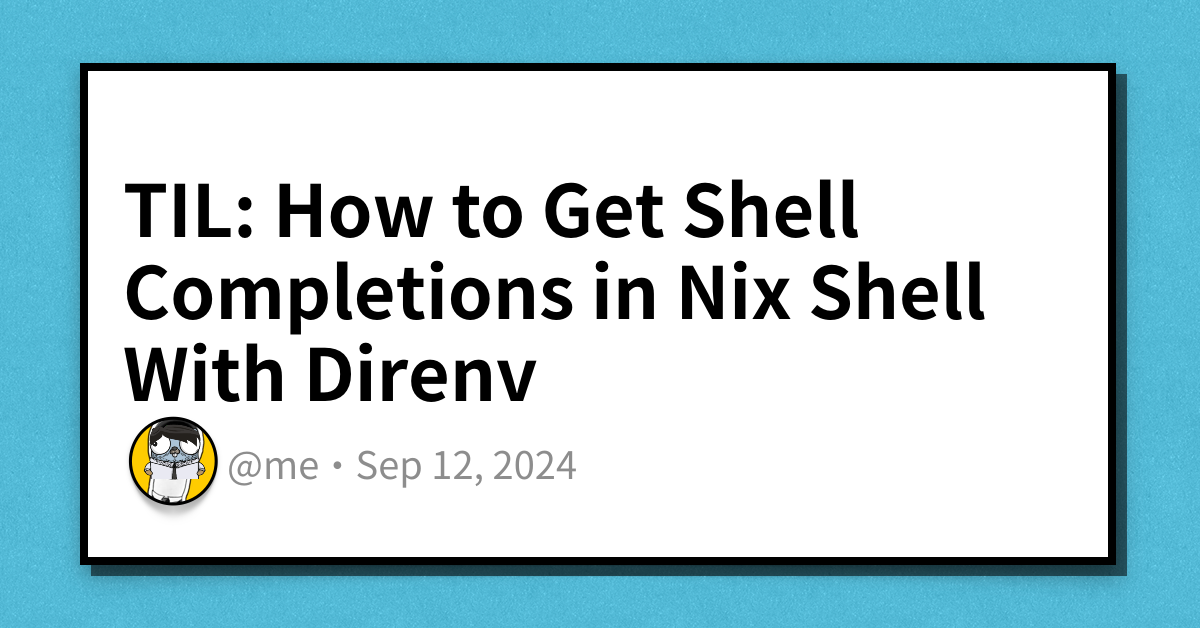 TIL: How to Get Shell
Completions in Nix Shell
With Direnv
@me • Sep 12, 2024